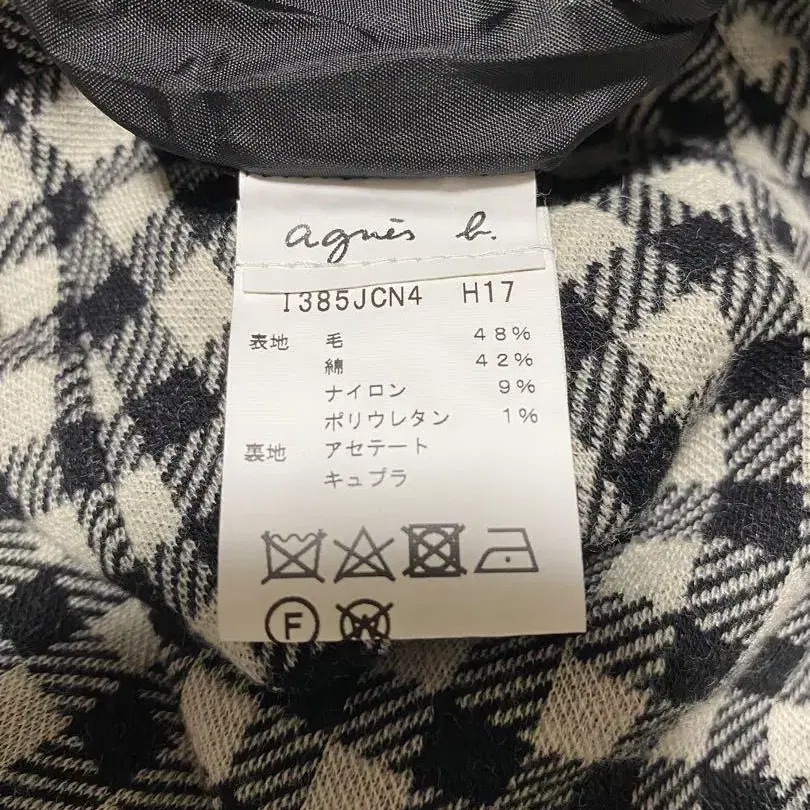 agnès b.
I385JCN4 H17
表地 毛 48%
綿 42%
ナイロン 9%
ポリウレタン 1%
裏地 アセテート
キュプラ
F W